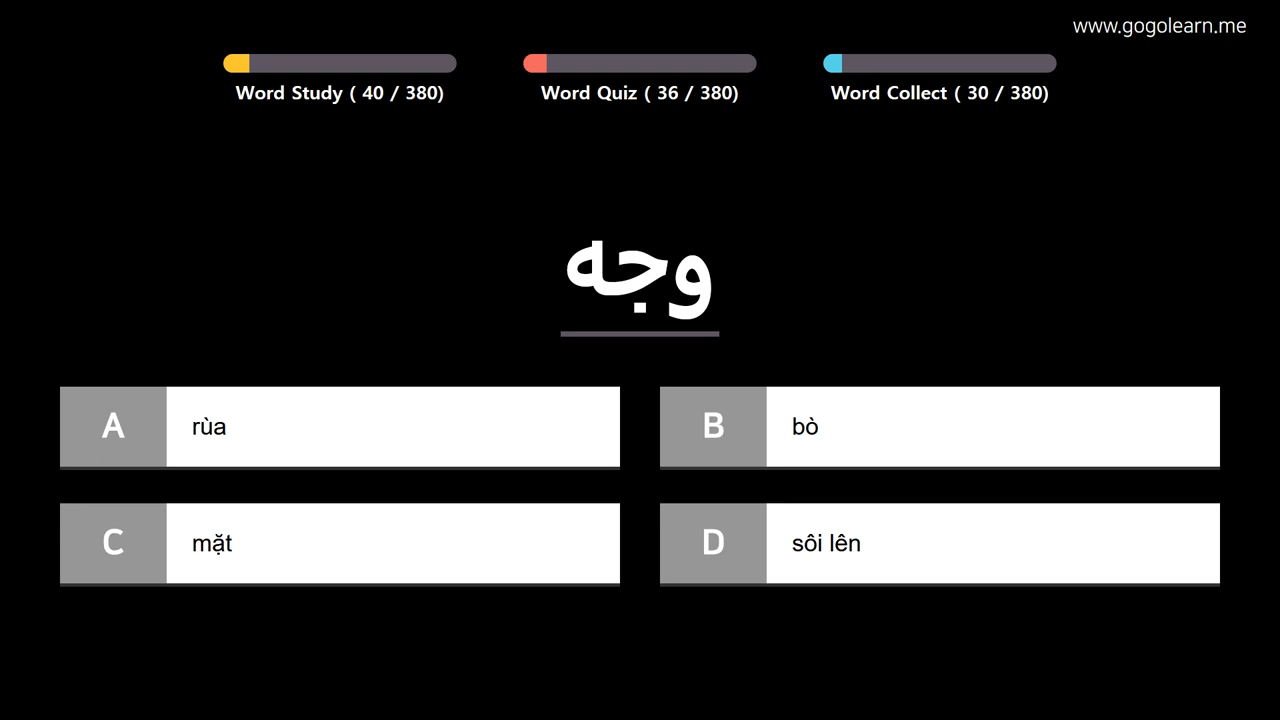 www.gogolearn.me
Word Study ( 40 / 380)
Word Quiz ( 36 / 380)
Word Collect ( 30 / 380)
وجه
A rùa
B bò
C mặt
D sôi lên